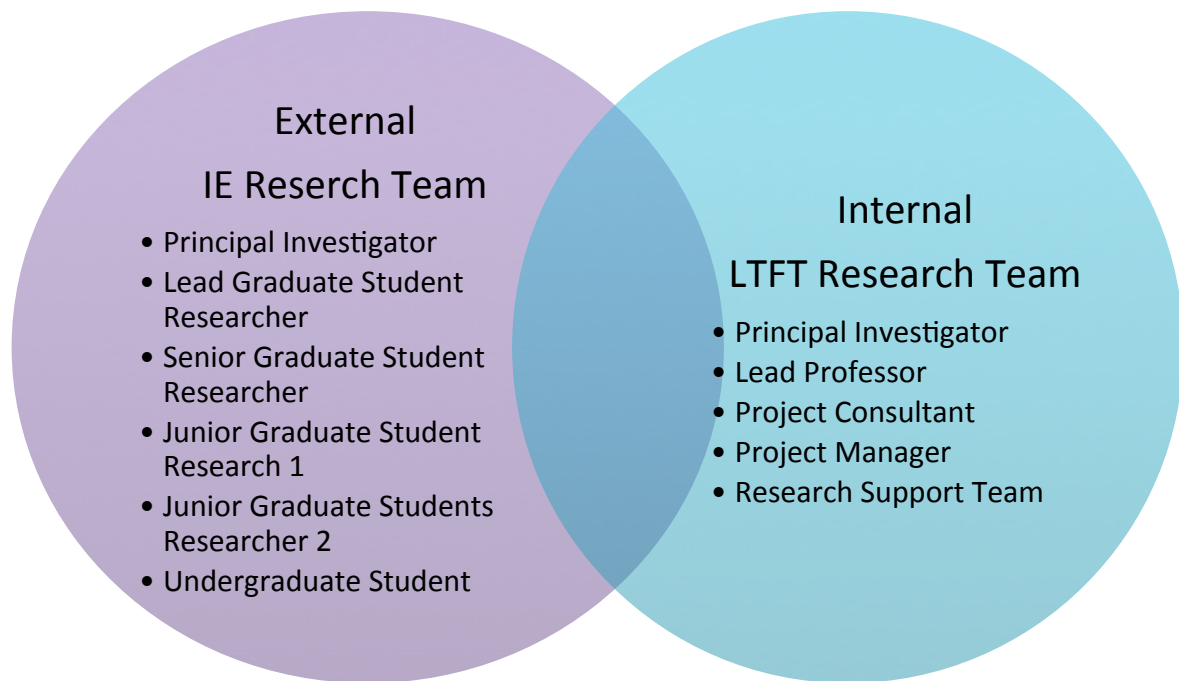 External
IE Reserch Team
• Principal Investigator
• Lead Graduate Student
Researcher
• Senior Graduate Student
Researcher
• Junior Graduate Student
Research 1
• Junior Graduate Students
Researcher 2
• Undergraduate Student
Internal
LTFT Research Team
• Principal Investigator
• Lead Professor
• Project Consultant
• Project Manager
• Research Support Team